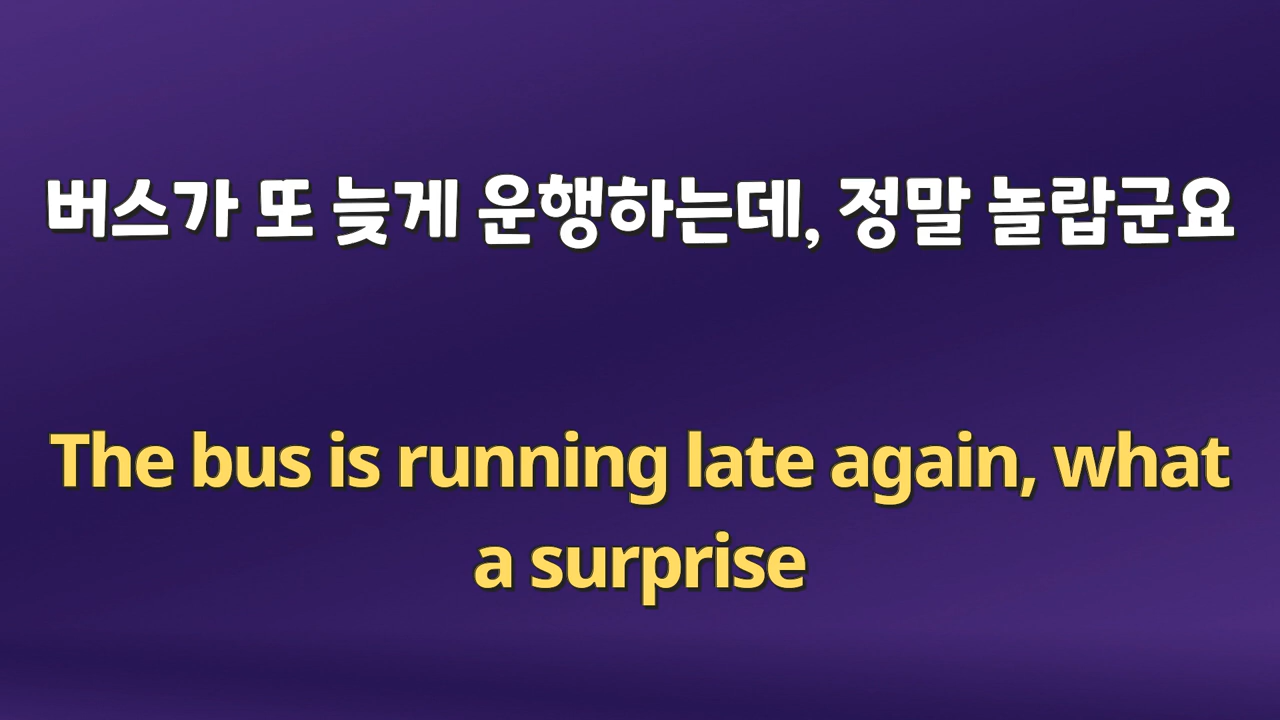 버스가 또 늦게 운행하는데, 정말 놀랍군요
The bus is running late again, what
a surprise